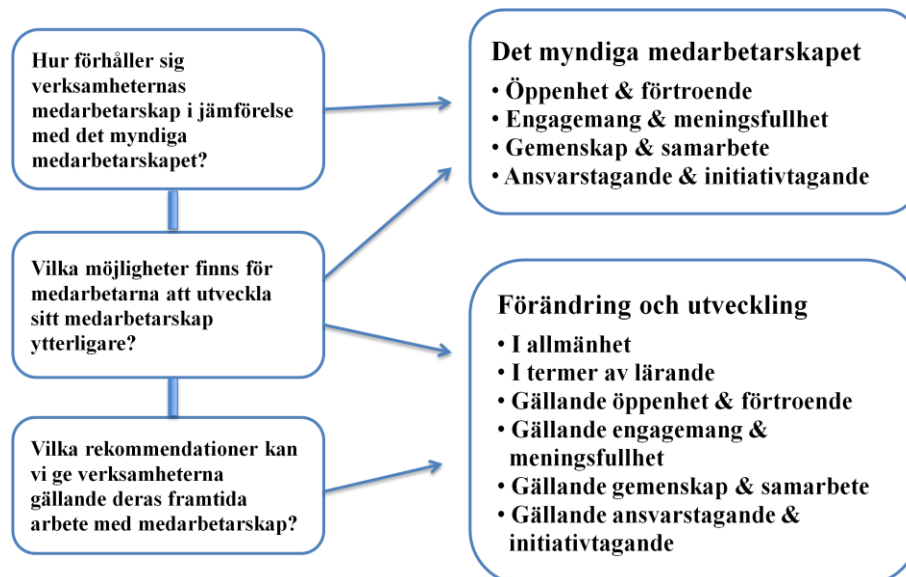 Hur förhåller sig
verksamheternas
medarbetarskap i jämförelse
med det myndiga
medarbetarskapet?
Vilka möjligheter finns för
medarbetarna att utveckla
sitt medarbetarskap
ytterligare?
Vilka rekommendationer kan
vi ge verksamheterna
gällande deras framtida
arbete med medarbetarskap?
Det myndiga medarbetarskapet
• Öppenhet & förtroende
• Engagemang & meningsfullhet
• Gemenskap & samarbete
• Ansvarstagande & initiativtagande
Förändring och utveckling
• I allmänhet
• I termer av lärande
• Gällande öppenhet & förtroende
• Gällande engagemang &
meningsfullhet
• Gällande gemenskap & samarbete
• Gällande ansvarstagande &
initiativtagande